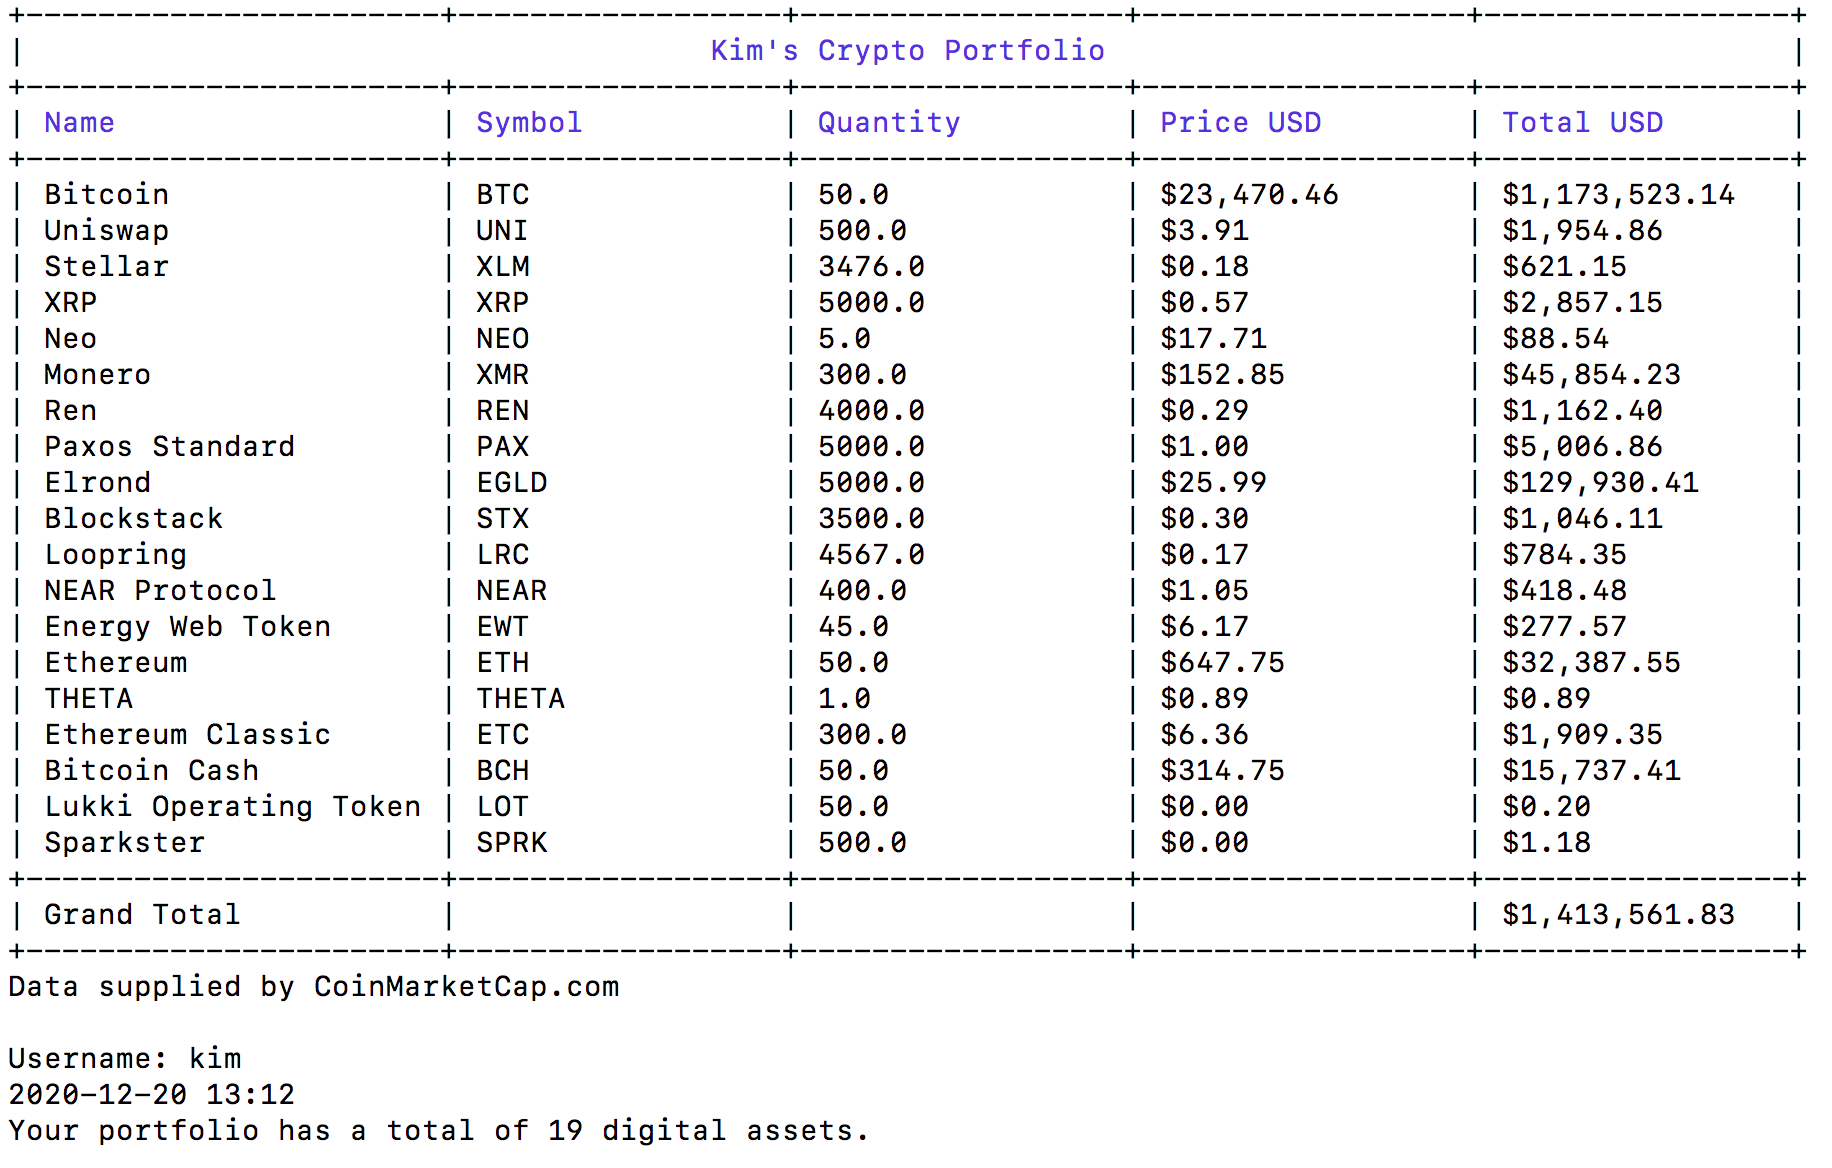 Kim's Crypto Portfolio
Name | Symbol | Quantity | Price USD | Total USD
Bitcoin | BTC | 50.0 | $23,470.46 | $1,173,523.14
Uniswap | UNI | 500.0 | $3.91 | $1,954.86
Stellar | XLM | 3476.0 | $0.18 | $621.15
XRP | XRP | 5000.0 | $0.57 | $2,857.15
Neo | NEO | 5.0 | $17.71 | $88.54
Monero | XMR | 300.0 | $152.85 | $45,854.23
Ren | REN | 4000.0 | $0.29 | $1,162.40
Paxos Standard | PAX | 5000.0 | $1.00 | $5,006.86
Elrond | EGLD | 5000.0 | $25.99 | $129,930.41
Blockstack | STX | 3500.0 | $0.30 | $1,046.11
Loopring | LRC | 4567.0 | $0.17 | $784.35
NEAR Protocol | NEAR | 400.0 | $1.05 | $418.48
Energy Web Token | EWT | 45.0 | $6.17 | $277.57
Ethereum | ETH | 50.0 | $647.75 | $32,387.55
THETA | THETA | 1.0 | $0.89 | $0.89
Ethereum Classic | ETC | 300.0 | $6.36 | $1,909.35
Bitcoin Cash | BCH | 50.0 | $314.75 | $15,737.41
Lukki Operating Token | LOT | 50.0 | $0.00 | $0.20
Sparkster | SPRK | 500.0 | $0.00 | $1.18
Grand Total | | | | $1,413,561.83
Data supplied by CoinMarketCap.com
Username: kim
2020-12-20 13:12
Your portfolio has a total of 19 digital assets.